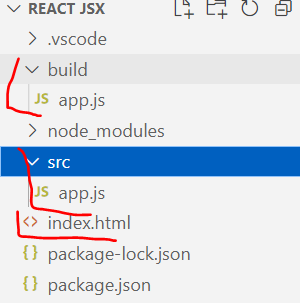 REACT JSX
.vscode
build
JS app.js
node_modules
src
JS app.js
<> index.html
{} package-lock.json
{} package.json